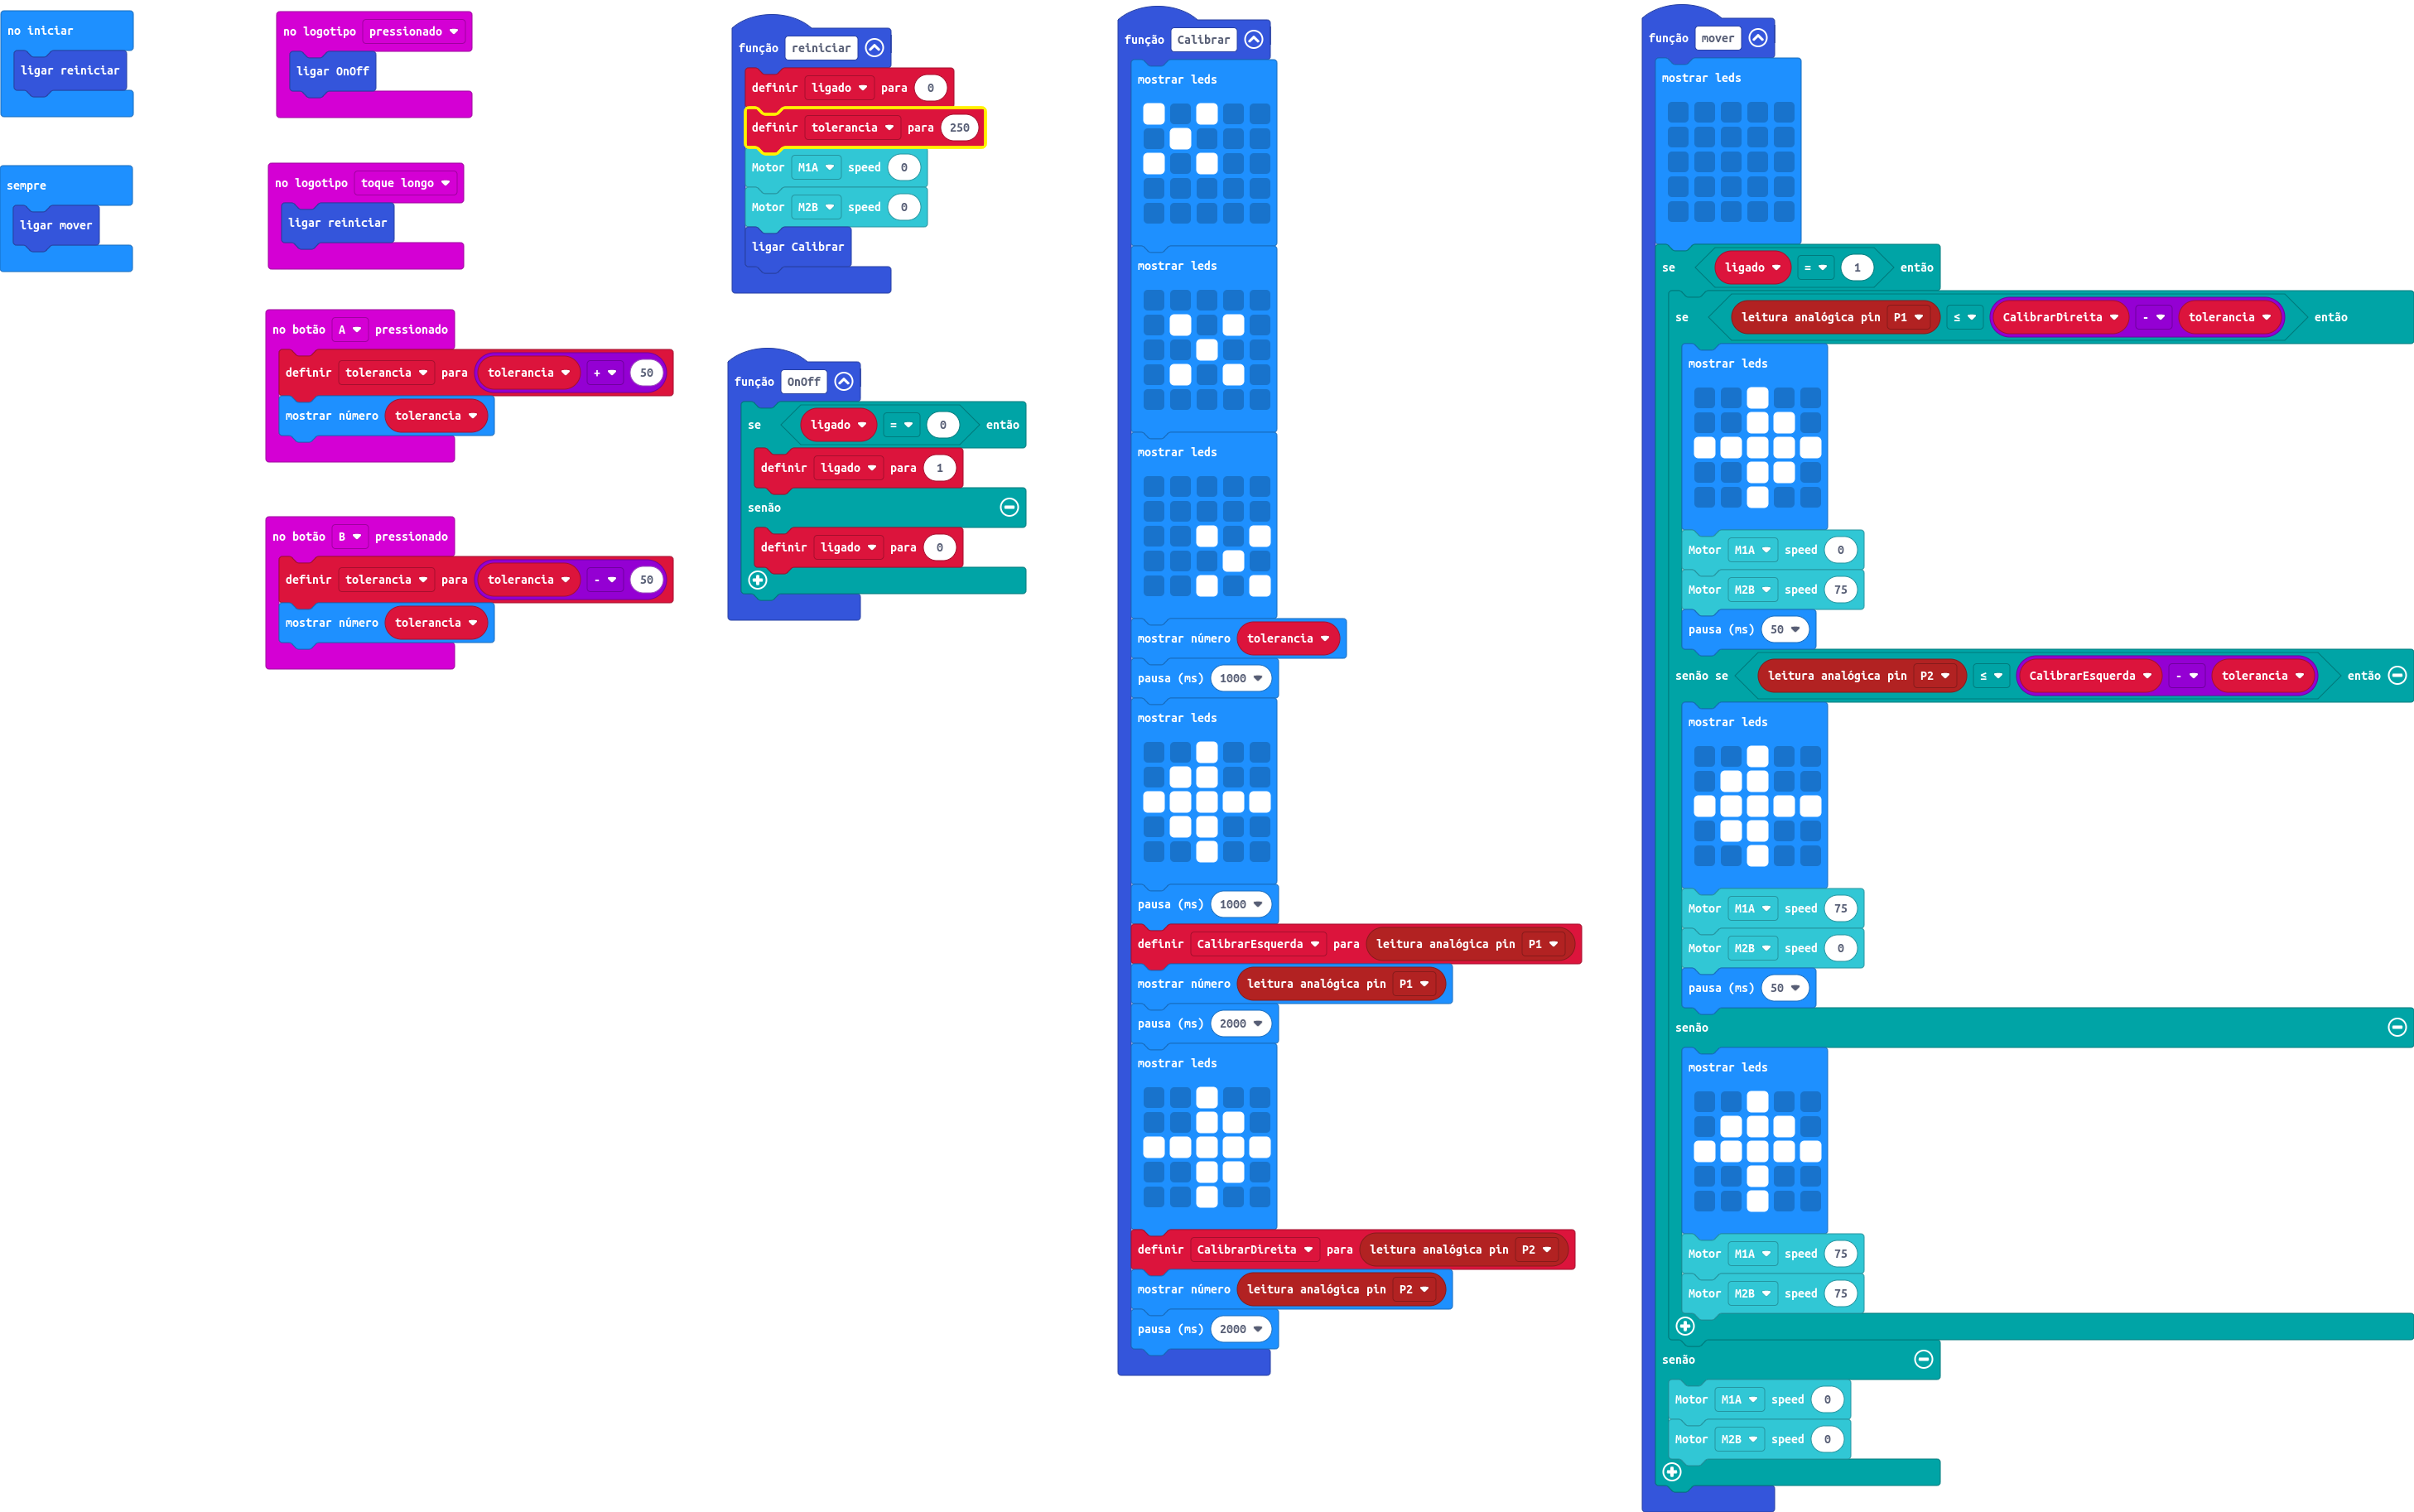 no iniciar
ligar reiniciar
sempre
ligar mover
no logotipo pressionado
ligar OnOff
no logotipo toque longo
ligar reiniciar
no botão A pressionado
definir tolerancia para tolerancia + 50
mostrar número tolerancia
no botão B pressionado
definir tolerancia para tolerancia - 50
mostrar número tolerancia
função reiniciar
definir ligado para 0
definir tolerancia para 250
Motor M1A speed 0
Motor M2B speed 0
ligar Calibrar
função OnOff
se ligado = 0 então
definir ligado para 1
senão
definir ligado para 0
função Calibrar
mostrar leds
mostrar leds
mostrar leds
mostrar número tolerancia
pausa (ms) 1000
mostrar leds
pausa (ms) 1000
definir CalibrarEsquerda para leitura analógica pin P1
mostrar número leitura analógica pin P1
pausa (ms) 2000
mostrar leds
definir CalibrarDireita para leitura analógica pin P2
mostrar número leitura analógica pin P2
pausa (ms) 2000
função mover
mostrar leds
se ligado = 1 então
se leitura analógica pin P1 ≤ CalibrarDireita - tolerancia então
mostrar leds
Motor M1A speed 0
Motor M2B speed 75
pausa (ms) 50
senão se leitura analógica pin P2 ≤ CalibrarEsquerda - tolerancia então
mostrar leds
Motor M1A speed 75
Motor M2B speed 0
pausa (ms) 50
senão
mostrar leds
Motor M1A speed 75
Motor M2B speed 75
senão
Motor M1A speed 0
Motor M2B speed 0